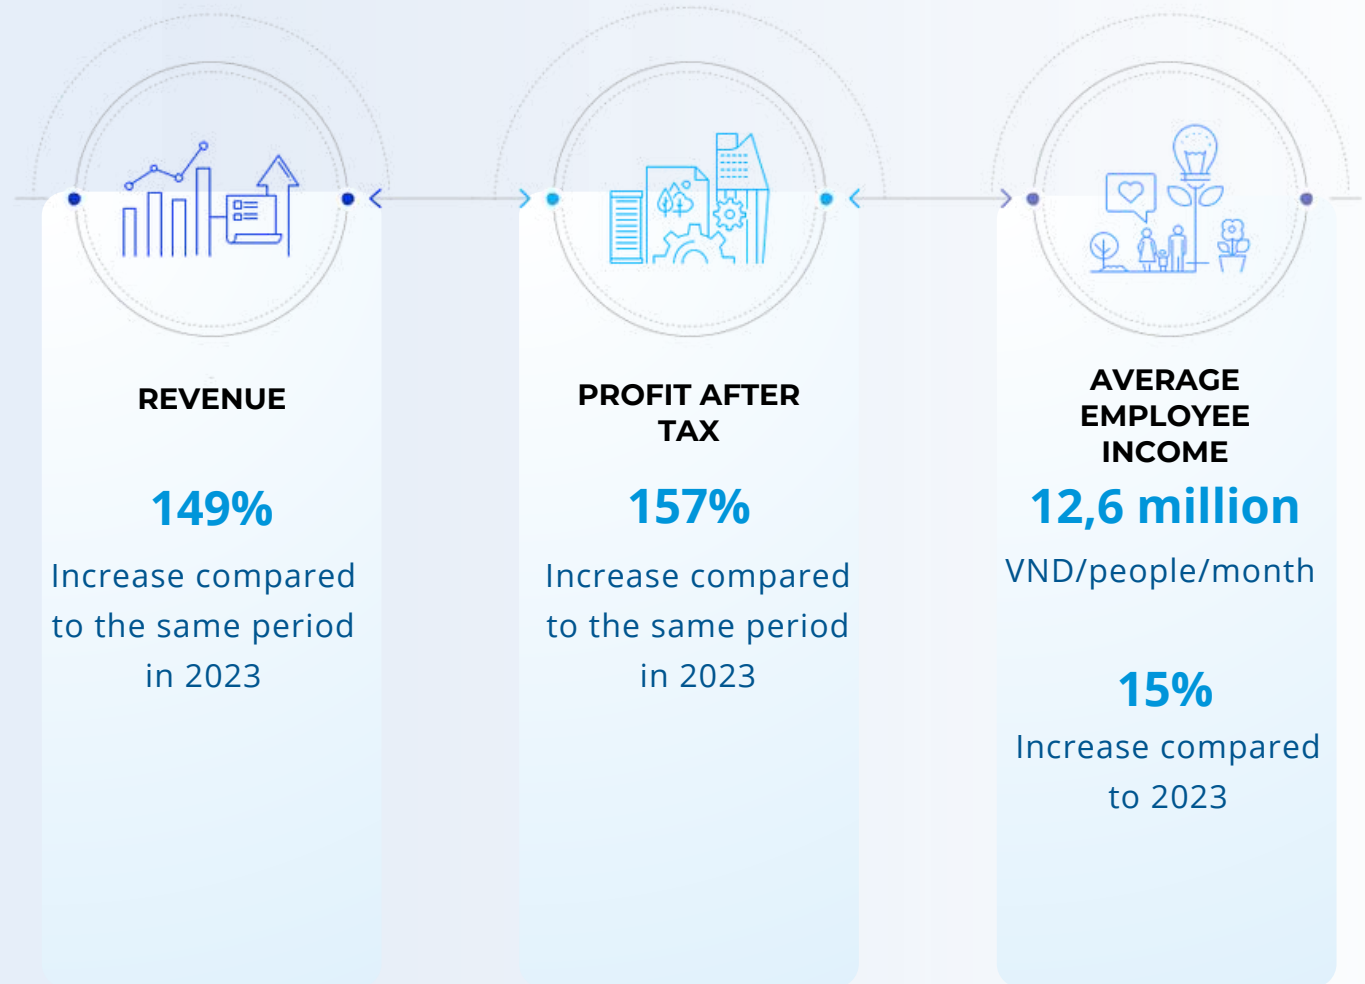 REVENUE
149%
Increase compared
to the same period
in 2023
PROFIT AFTER
TAX
157%
Increase compared
to the same period
in 2023
AVERAGE
EMPLOYEE
INCOME
12,6 million
VND/people/month
15%
Increase compared
to 2023